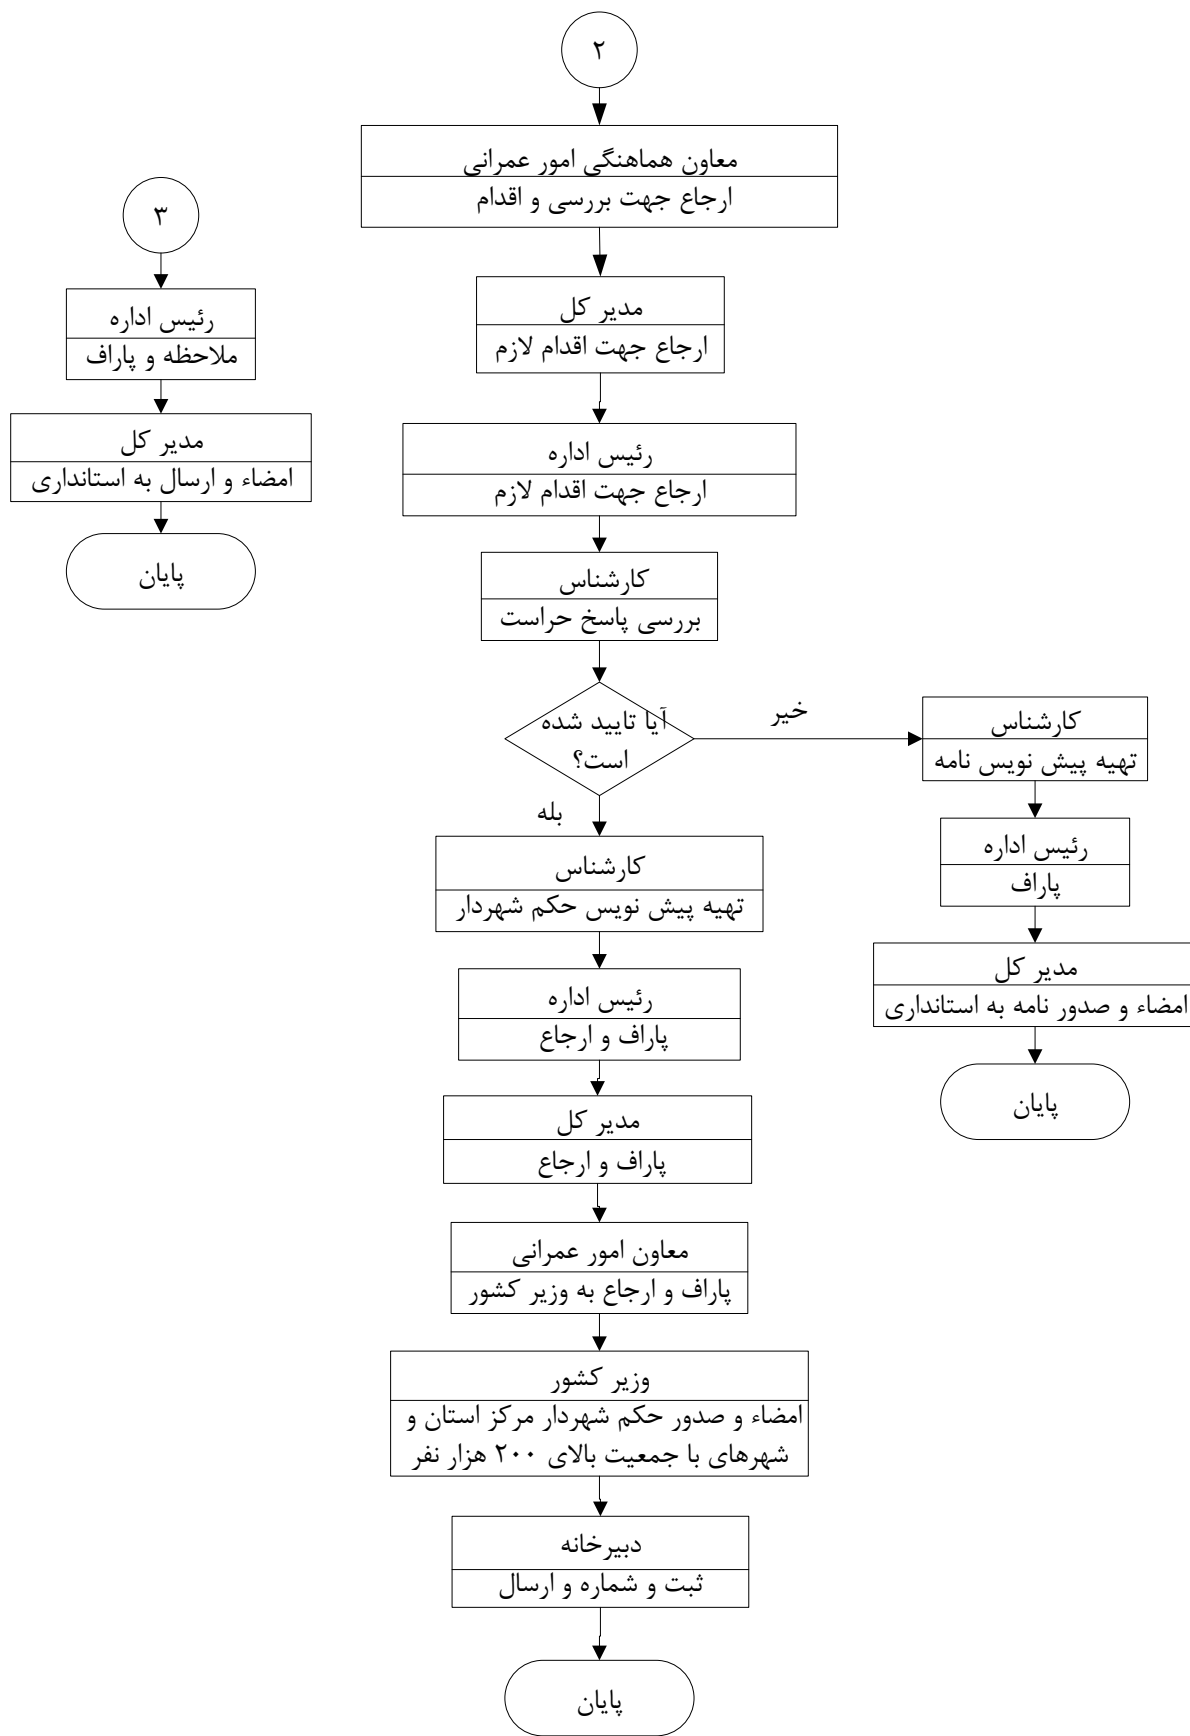 ۲
معاون هماهنگی امور عمرانی
ارجاع جهت بررسی و اقدام
۳
رئیس اداره
ملاحظه و پاراف
مدیر کل
امضاء و ارسال به استانداری
پایان
مدیر کل
ارجاع جهت اقدام لازم
رئیس اداره
ارجاع جهت اقدام لازم
کارشناس
بررسی پاسخ حراست
آیا تایید شده
است؟
خیر
کارشناس
تهیه پیش نویس نامه
رئیس اداره
پاراف
مدیر کل
امضاء و صدور نامه به استانداری
پایان
بله
کارشناس
تهیه پیش نویس حکم شهردار
رئیس اداره
پاراف و ارجاع
مدیر کل
پاراف و ارجاع
معاون امور عمرانی
پاراف و ارجاع به وزیر کشور
وزیر کشور
امضاء و صدور حکم شهردار مرکز استان و
شهرهای با جمعیت بالای ۲۰۰ هزار نفر
دبیرخانه
ثبت و شماره و ارسال
پایان